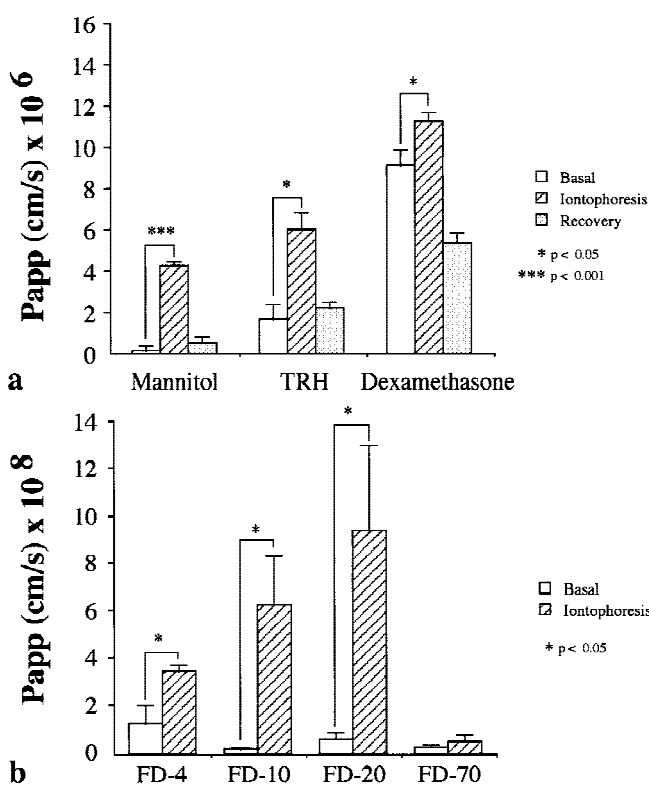 16
14
12
10
8
6
4
2
0
Papp (cm/s) x 10 6
***
*
*
Basal
Iontophoresis
Recovery
* p < 0.05
*** p < 0.001
a
Mannitol TRH Dexamethasone
14
12
10
8
6
4
2
0
Papp (cm/s) x 10 8
*
*
*
Basal
Iontophoresis
* p < 0.05
b
FD-4 FD-10 FD-20 FD-70